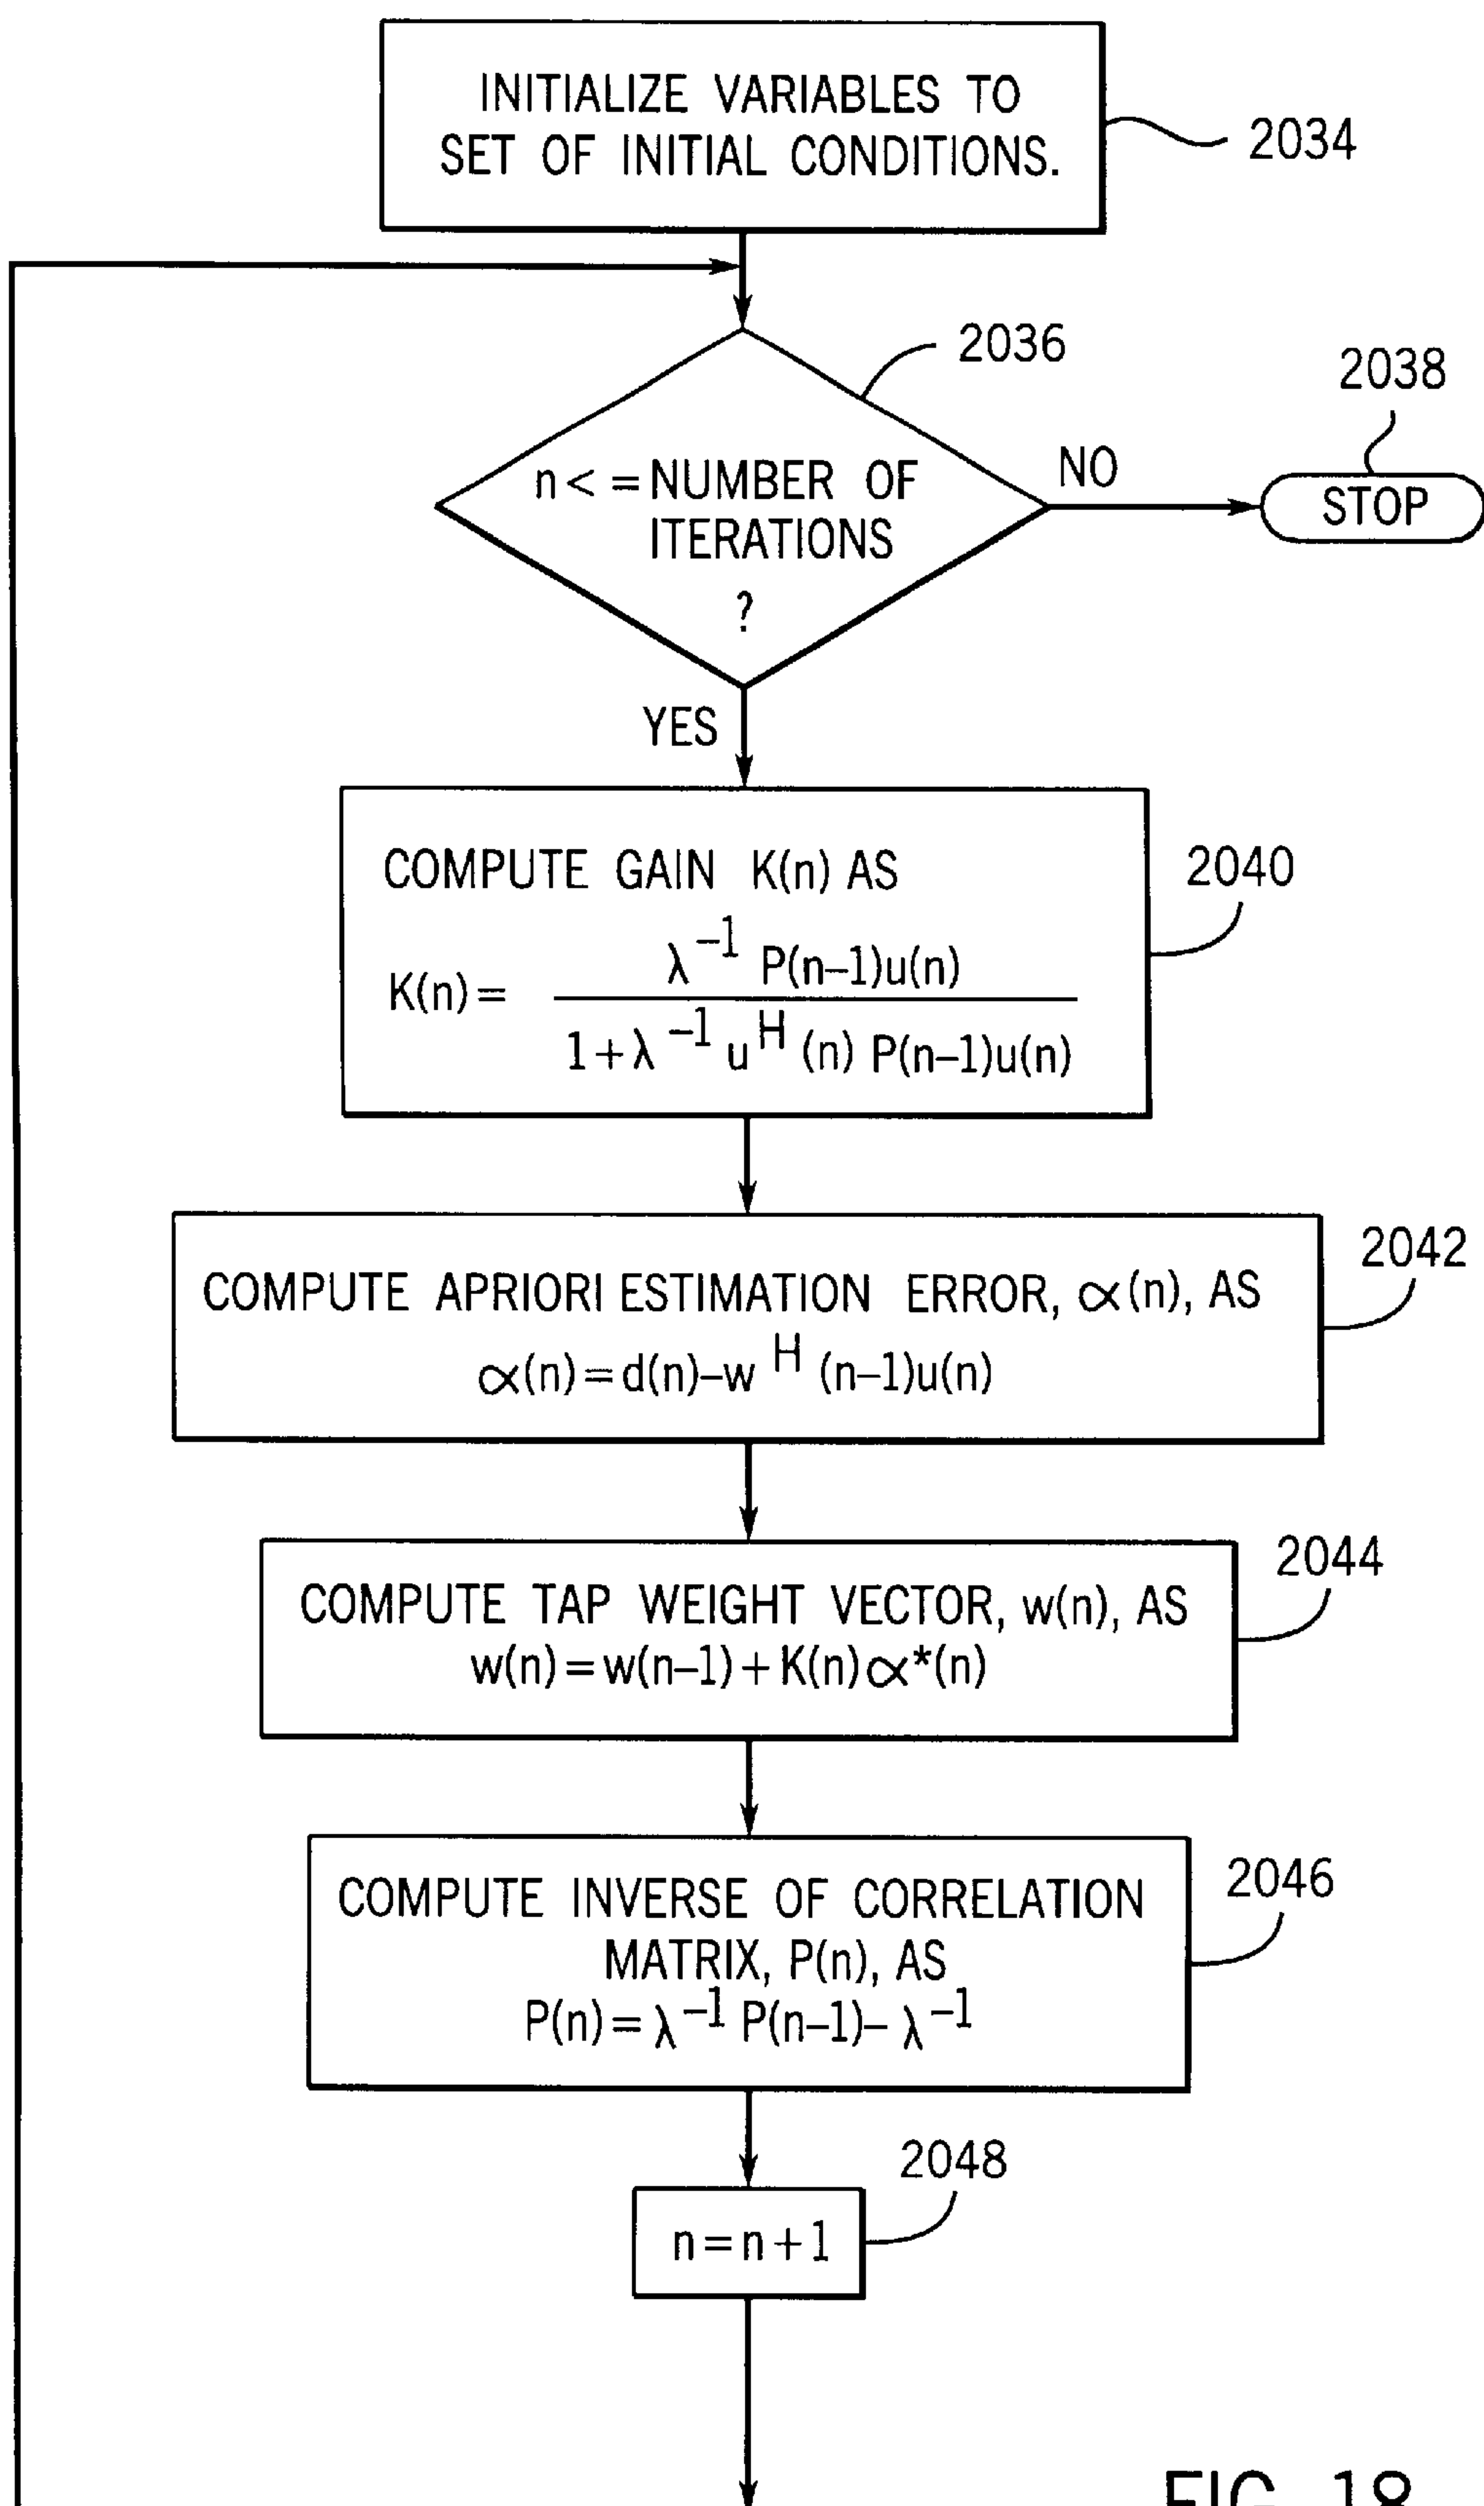 INITIALIZE VARIABLES TO
SET OF INITIAL CONDITIONS.
2034
2036
2038
n < = NUMBER OF
ITERATIONS
?
NO
STOP
YES
COMPUTE GAIN K(n) AS
2040
K(n) = λ^–1 P(n–1)u(n)
1+λ^–1 u^H (n) P(n–1)u(n)
2042
COMPUTE APRIORI ESTIMATION ERROR, ∝(n), AS
∝(n)=d(n)–w^H (n–1)u(n)
2044
COMPUTE TAP WEIGHT VECTOR, w(n), AS
w(n)=w(n–1)+K(n)∝*(n)
2046
COMPUTE INVERSE OF CORRELATION
MATRIX, P(n), AS
P(n)=λ^–1 P(n–1)–λ^–1
2048
n=n+1
FIG. 18